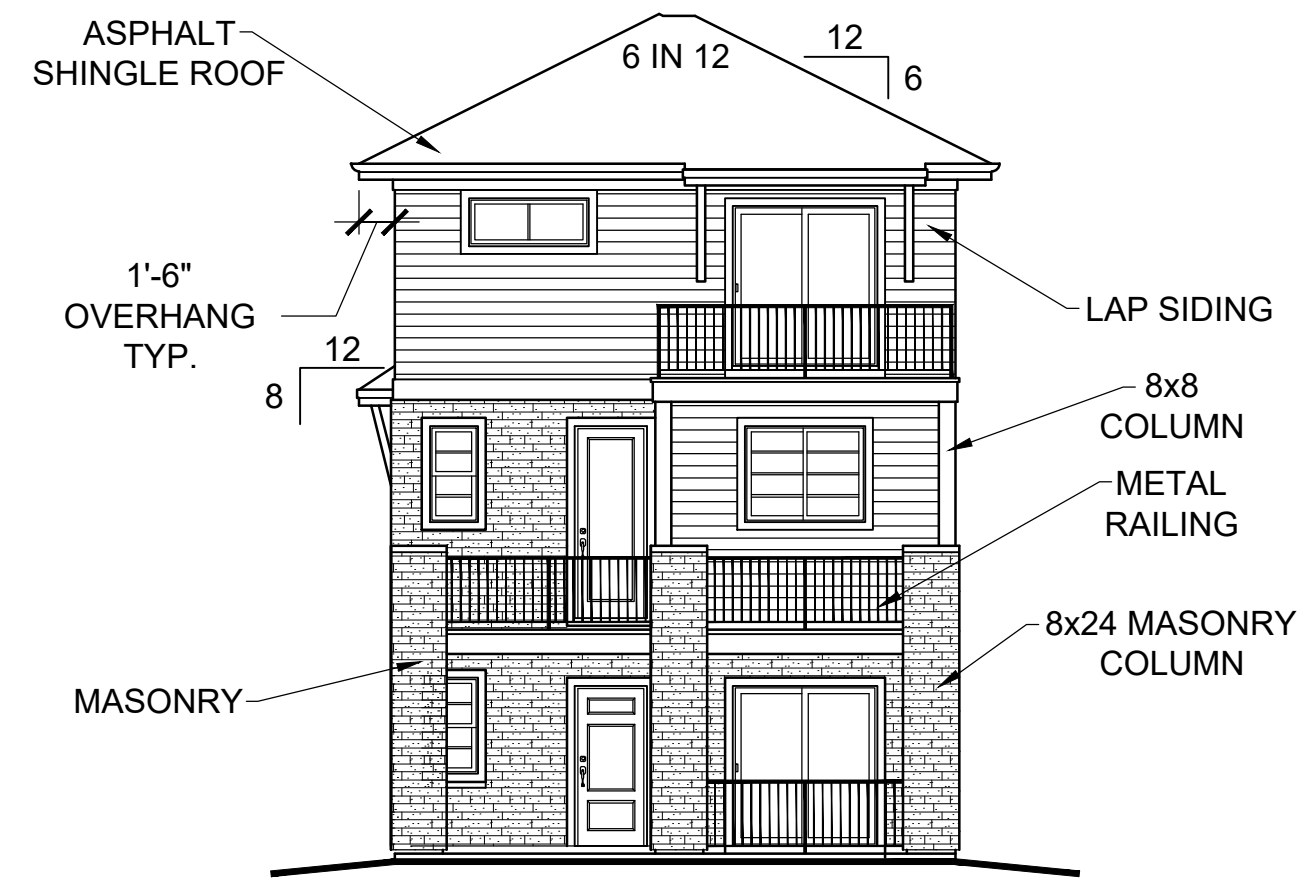 ASPHALT
SHINGLE ROOF
6 IN 12
12
6
1'-6"
OVERHANG
TYP.
12
8
LAP SIDING
8x8
COLUMN
METAL
RAILING
8x24 MASONRY
COLUMN
MASONRY